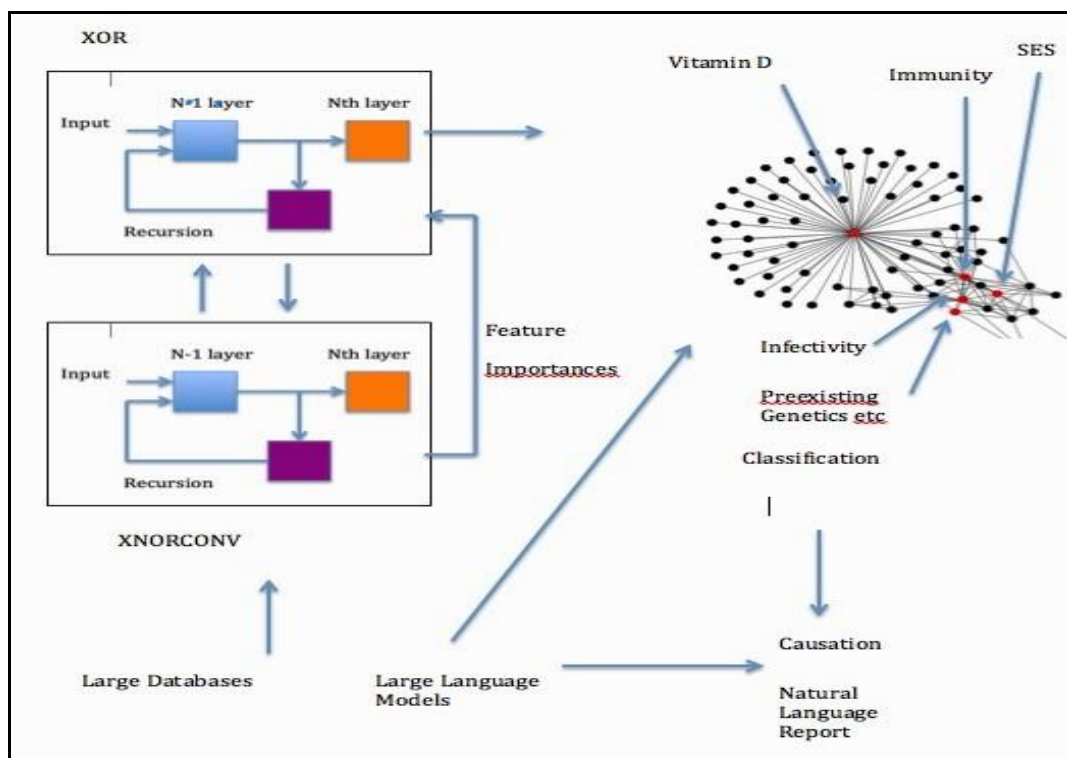 XOR
N-1 layer
Nth layer
Input
Recursion
N-1 layer
Nth layer
Input
Recursion
XNORCONV
Feature
Importances
Large Databases
Large Language
Models
Vitamin D
Immunity
SES
Infectivity
Preexisting
Genetics etc
Classification
Causation
Natural
Language
Report